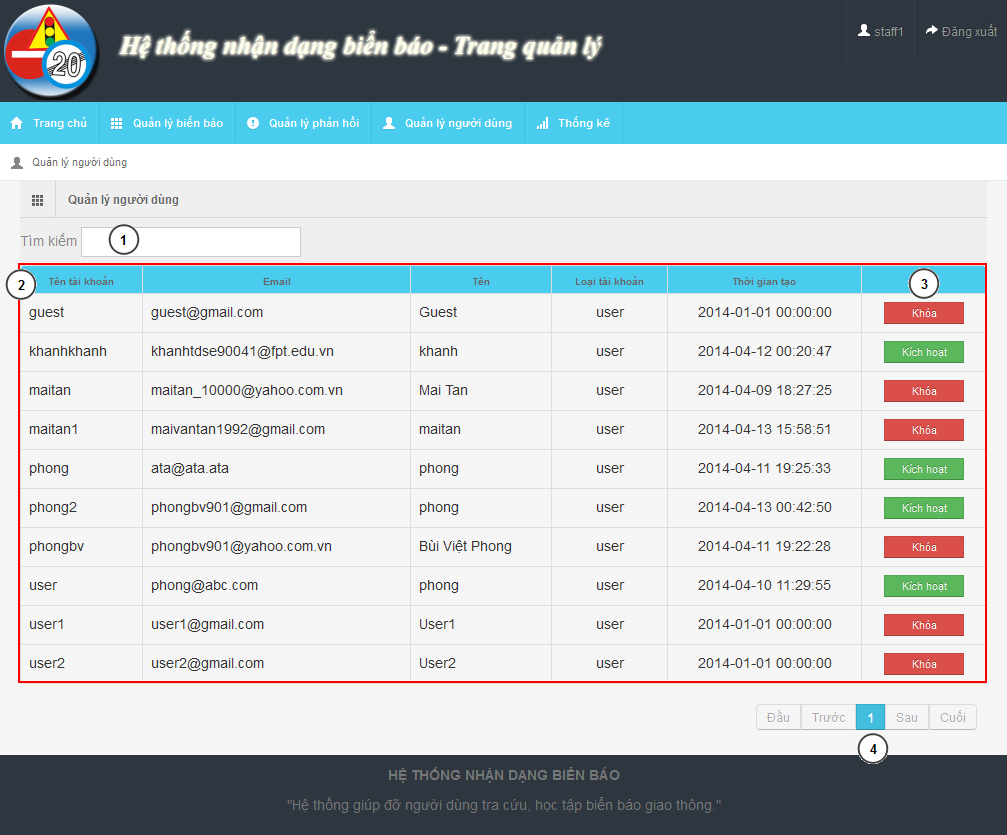 20
Hệ thống nhận dạng biển báo - Trang quản lý
staff1
Đăng xuất
Trang chủ
Quản lý biển báo
Quản lý phản hồi
Quản lý người dùng
Thống kê
Quản lý người dùng
Quản lý người dùng
Tìm kiếm
1
2
Tên tài khoản Email Tên Loại tài khoản Thời gian tạo 3
guest guest@gmail.com Guest user 2014-01-01 00:00:00 Khóa
khanhkhanh khanhtdse90041@fpt.edu.vn khanh user 2014-04-12 00:20:47 Kích hoạt
maitan maitan_10000@yahoo.com.vn Mai Tan user 2014-04-09 18:27:25 Khóa
maitan1 maivantan1992@gmail.com maitan user 2014-04-13 15:58:51 Khóa
phong ata@ata.ata phong user 2014-04-11 19:25:33 Kích hoạt
phong2 phongbv901@gmail.com phong user 2014-04-13 00:42:50 Kích hoạt
phongbv phongbv901@yahoo.com.vn Bùi Việt Phong user 2014-04-11 19:22:28 Khóa
user phong@abc.com phong user 2014-04-10 11:29:55 Kích hoạt
user1 user1@gmail.com User1 user 2014-01-01 00:00:00 Khóa
user2 user2@gmail.com User2 user 2014-01-01 00:00:00 Khóa
Đầu Trước 1 Sau Cuối
4
HỆ THỐNG NHẬN DẠNG BIỂN BÁO
"Hệ thống giúp đỡ người dùng tra cứu, học tập biển báo giao thông."